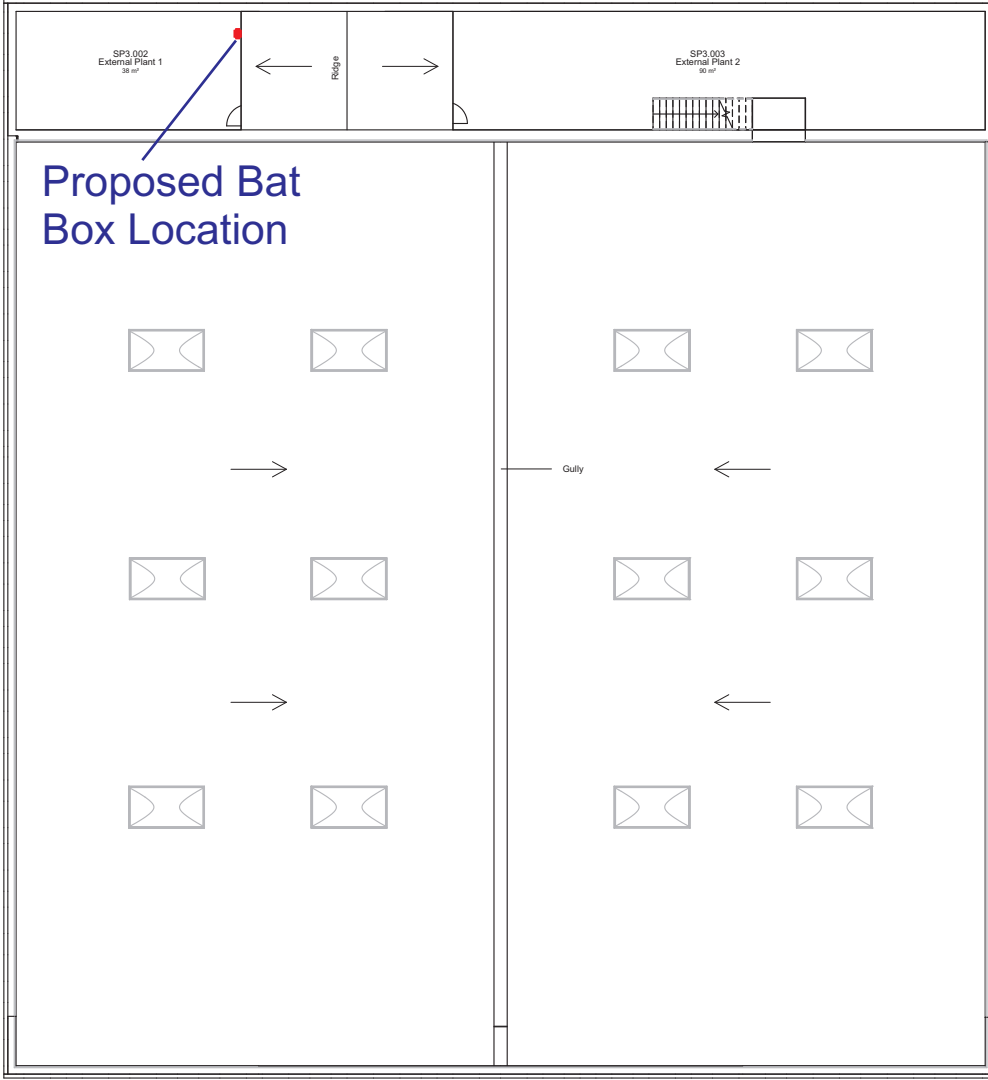 SP3.002
External Plant 1
38 m²
Ridge
SP3.003
External Plant 2
90 m²
Proposed Bat
Box Location
Gully